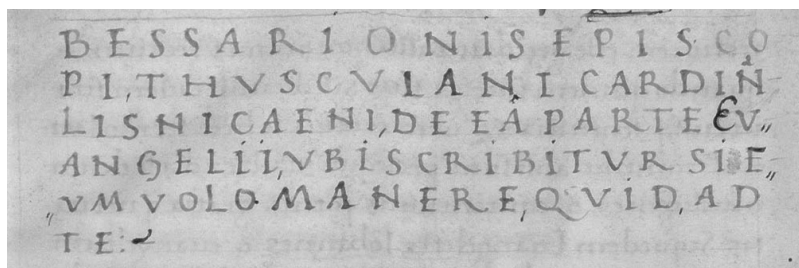 BESSARIONIS EPISCO
PI, THVSCVLANI CARDINA
LIS NICAENI, DE EA PARTE EV„
ANGELII, VBI SCRIBITVR SI E„
„VM VOLO MANERE, QVID, AD
TE: